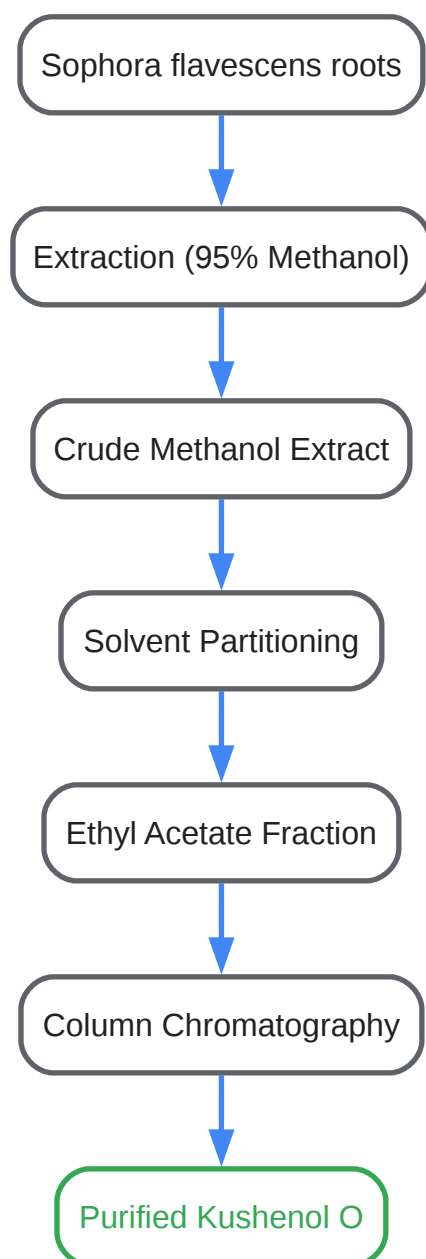 Sophora flavescens roots
Extraction (95% Methanol)
Crude Methanol Extract
Solvent Partitioning
Ethyl Acetate Fraction
Column Chromatography
Purified Kushenol O